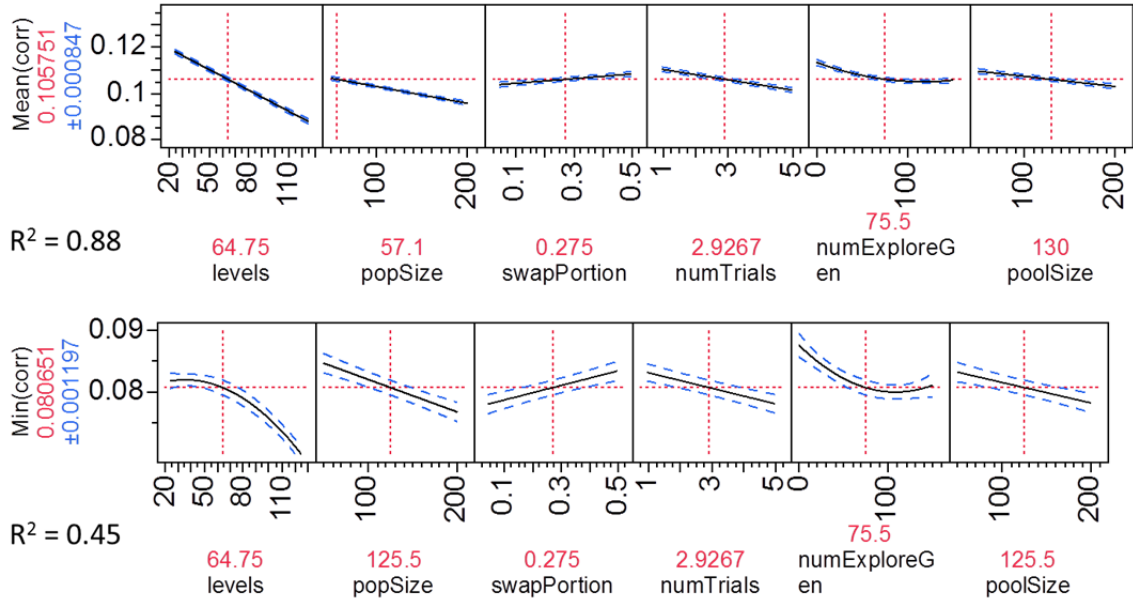 Mean(corr)
0.105751
±0.000847
0.12
0.1
0.08
20 50 80 110
100 200
0.1 0.3 0.5
1 3 5
0 100
100 200
R² = 0.88
64.75
levels
57.1
popSize
0.275
swapPortion
2.9267
numTrials
75.5
numExploreG
en
130
poolSize
Min(corr)
0.080651
±0.001197
0.09
0.08
20 50 80 110
100 200
0.1 0.3 0.5
1 3 5
0 100
100 200
R² = 0.45
64.75
levels
125.5
popSize
0.275
swapPortion
2.9267
numTrials
75.5
numExploreG
en
125.5
poolSize